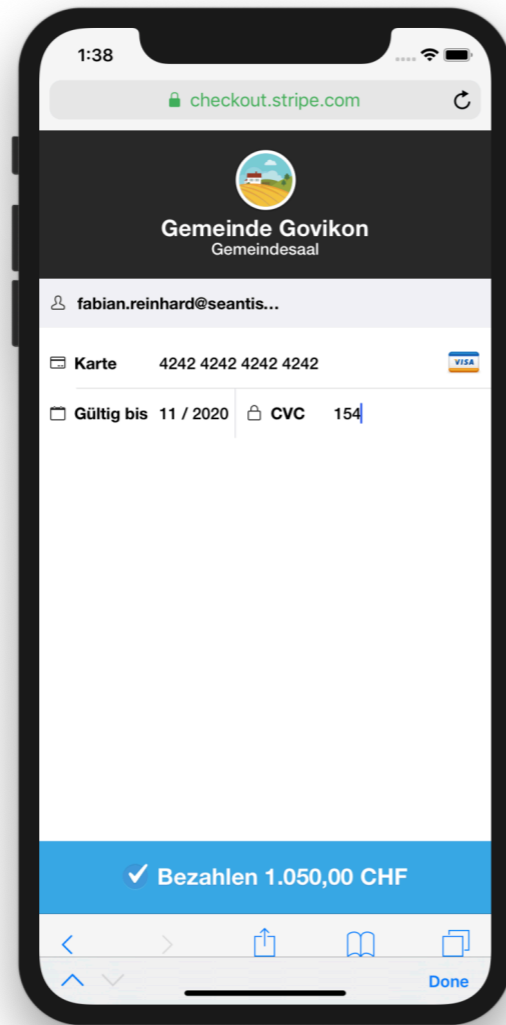 1:38
checkout.stripe.com
Gemeinde Govikon
Gemeindesaal
fabian.reinhard@seantis...
Karte 4242 4242 4242 4242 VISA
Gültig bis 11 / 2020 CVC 154
Bezahlen 1.050,00 CHF
Done